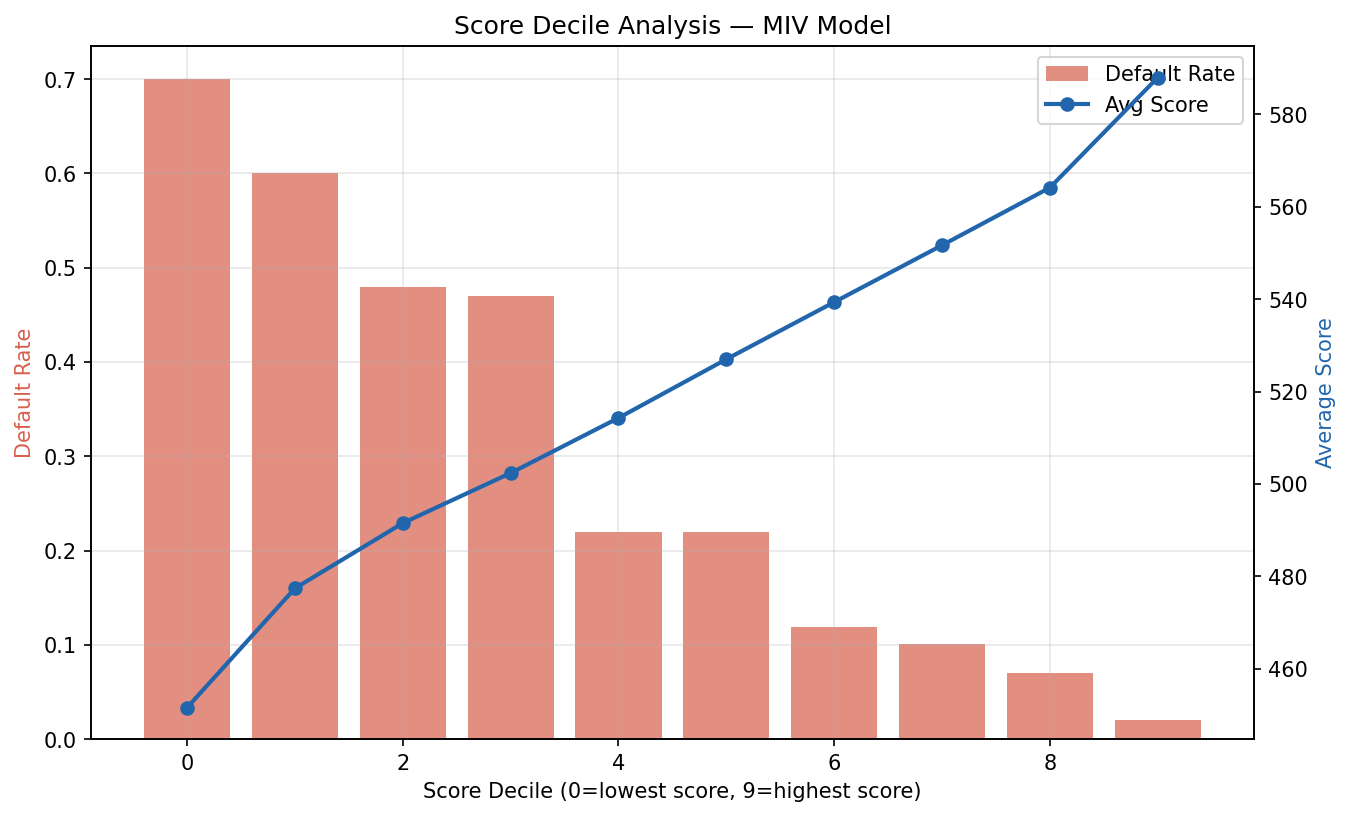 Score Decile Analysis — MIV Model
Default Rate
Avg Score
0.7
0.6
0.5
0.4
0.3
0.2
0.1
0.0
Default Rate
580
560
540
520
500
480
460
Average Score
0 2 4 6 8
Score Decile (0=lowest score, 9=highest score)